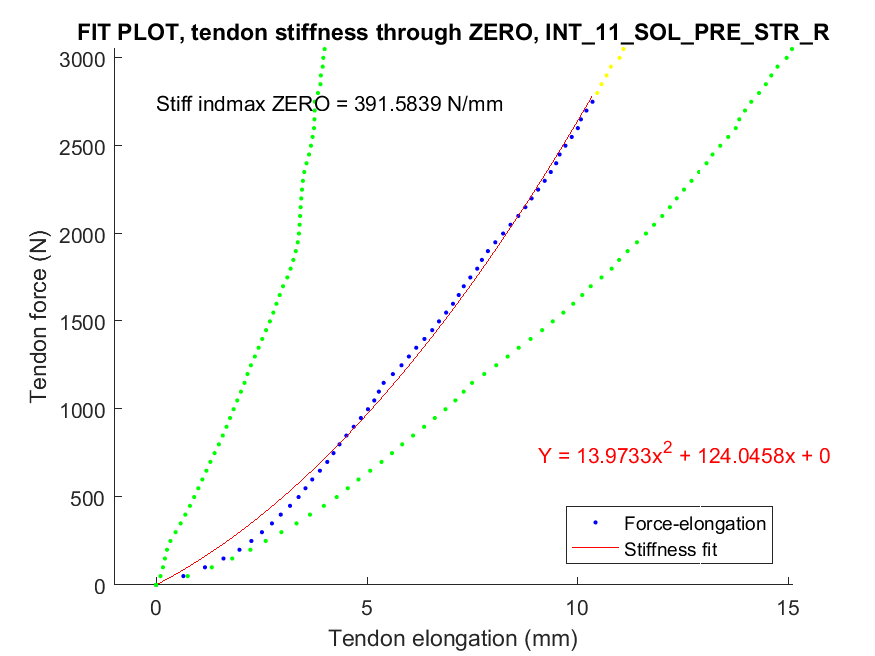 FIT PLOT, tendon stiffness through ZERO, INT_11_SOL_PRE_STR_R
Stiff indmax ZERO = 391.5839 N/mm
3000
2500
2000
1500
1000
500
0
Tendon force (N)
Y = 13.9733x² + 124.0458x + 0
Force-elongation
Stiffness fit
0 5 10 15
Tendon elongation (mm)